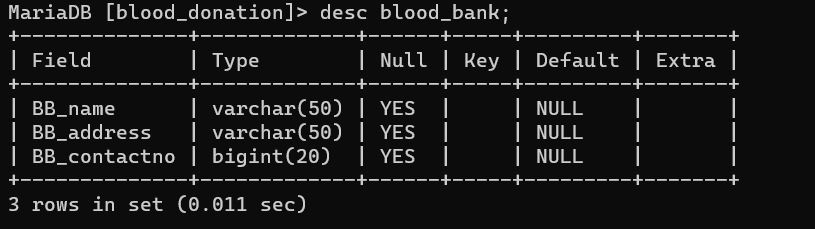 MariaDB [blood_donation]> desc blood_bank;
+--------------+-------------+------+-----+---------+-------+
| Field        | Type        | Null | Key | Default | Extra |
+--------------+-------------+------+-----+---------+-------+
| BB_name      | varchar(50) | YES  |     | NULL    |       |
| BB_address   | varchar(50) | YES  |     | NULL    |       |
| BB_contactno | bigint(20)  | YES  |     | NULL    |       |
+--------------+-------------+------+-----+---------+-------+
3 rows in set (0.011 sec)